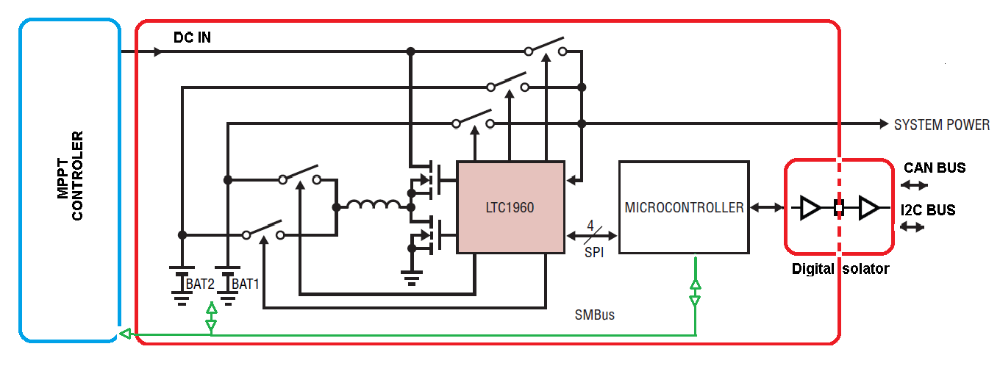 DC IN
MPPT
CONTROLER
SYSTEM POWER
CAN BUS
I2C BUS
LTC1960
MICROCONTROLLER
4
SPI
Digital solator
BAT2
BAT1
SMBus